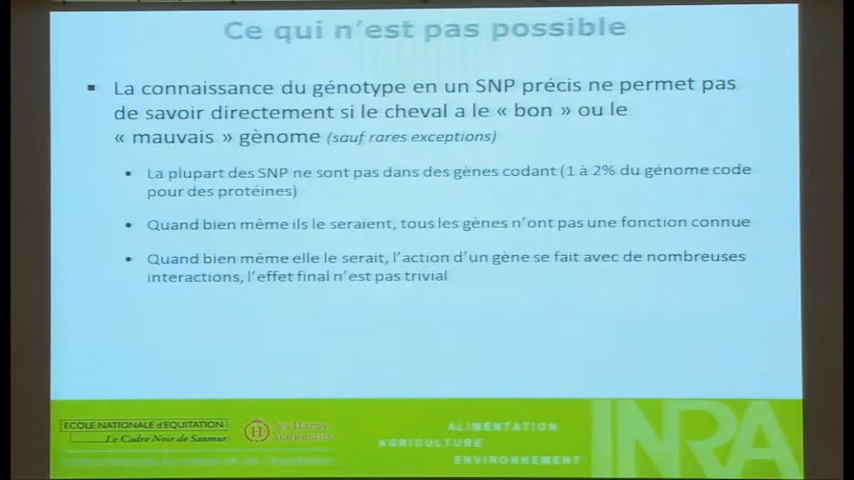 Ce qui n'est pas possible
▪ La connaissance du génotype en un SNP précis ne permet pas
de savoir directement si le cheval a le « bon » ou le
« mauvais » gènome (sauf rares exceptions)
• La plupart des SNP ne sont pas dans des gènes codant (1 à 2% du génome code
pour des protéines)
• Quand bien même ils le seraient, tous les gènes n'ont pas une fonction connue
• Quand bien même elle le serait, l'action d'un gène se fait avec de nombreuses
interactions, l'effet final n'est pas trivial
ECOLE NATIONALE d'EQUITATION
Le Cadre Noir de Saumur
H
les Haras
nationaux
ALIMENTATION
AGRICULTURE
ENVIRONNEMENT
INRA